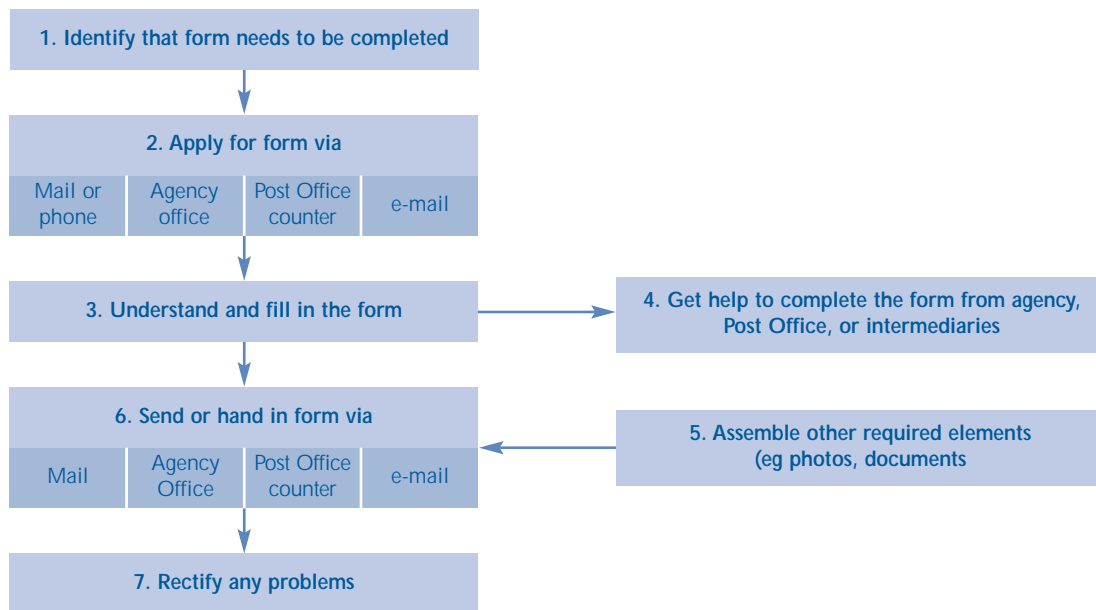 1. Identify that form needs to be completed
2. Apply for form via
Mail or
phone
Agency
office
Post Office
counter
e-mail
3. Understand and fill in the form
4. Get help to complete the form from agency,
Post Office, or intermediaries
5. Assemble other required elements
(eg photos, documents
6. Send or hand in form via
Mail
Agency
Office
Post Office
counter
e-mail
7. Rectify any problems